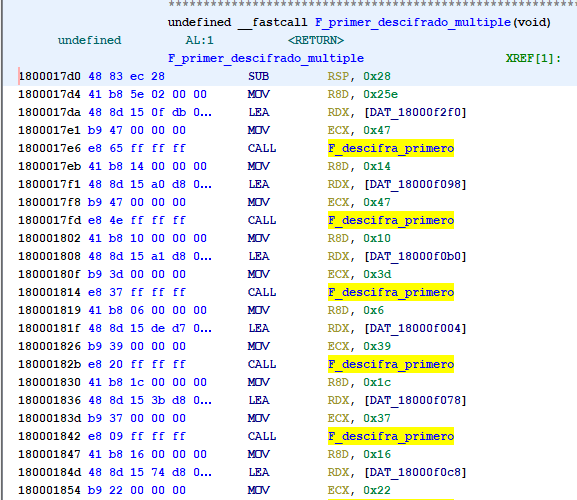 undefined __fastcall F_primer_descifrado_multiple(void)
undefined AL:1 <RETURN>
F_primer_descifrado_multiple XREF[1]:
1800017d0 48 83 ec 28 SUB RSP, 0x28
1800017d4 41 b8 5e 02 00 00 MOV R8D, 0x25e
1800017da 48 8d 15 0f db 0... LEA RDX, [DAT_18000f2f0]
1800017e1 b9 47 00 00 00 MOV ECX, 0x47
1800017e6 e8 65 ff ff ff CALL F_descifra_primero
1800017eb 41 b8 14 00 00 00 MOV R8D, 0x14
1800017f1 48 8d 15 a0 d8 0... LEA RDX, [DAT_18000f098]
1800017f8 b9 47 00 00 00 MOV ECX, 0x47
1800017fd e8 4e ff ff ff CALL F_descifra_primero
180001802 41 b8 10 00 00 00 MOV R8D, 0x10
180001808 48 8d 15 a1 d8 0... LEA RDX, [DAT_18000f0b0]
18000180f b9 3d 00 00 00 MOV ECX, 0x3d
180001814 e8 37 ff ff ff CALL F_descifra_primero
180001819 41 b8 06 00 00 00 MOV R8D, 0x6
18000181f 48 8d 15 de d7 0... LEA RDX, [DAT_18000f004]
180001826 b9 39 00 00 00 MOV ECX, 0x39
18000182b e8 20 ff ff ff CALL F_descifra_primero
180001830 41 b8 1c 00 00 00 MOV R8D, 0x1c
180001836 48 8d 15 3b d8 0... LEA RDX, [DAT_18000f078]
18000183d b9 37 00 00 00 MOV ECX, 0x37
180001842 e8 09 ff ff ff CALL F_descifra_primero
180001847 41 b8 16 00 00 00 MOV R8D, 0x16
18000184d 48 8d 15 74 d8 0... LEA RDX, [DAT_18000f0c8]
180001854 b9 22 00 00 00 MOV ECX, 0x22